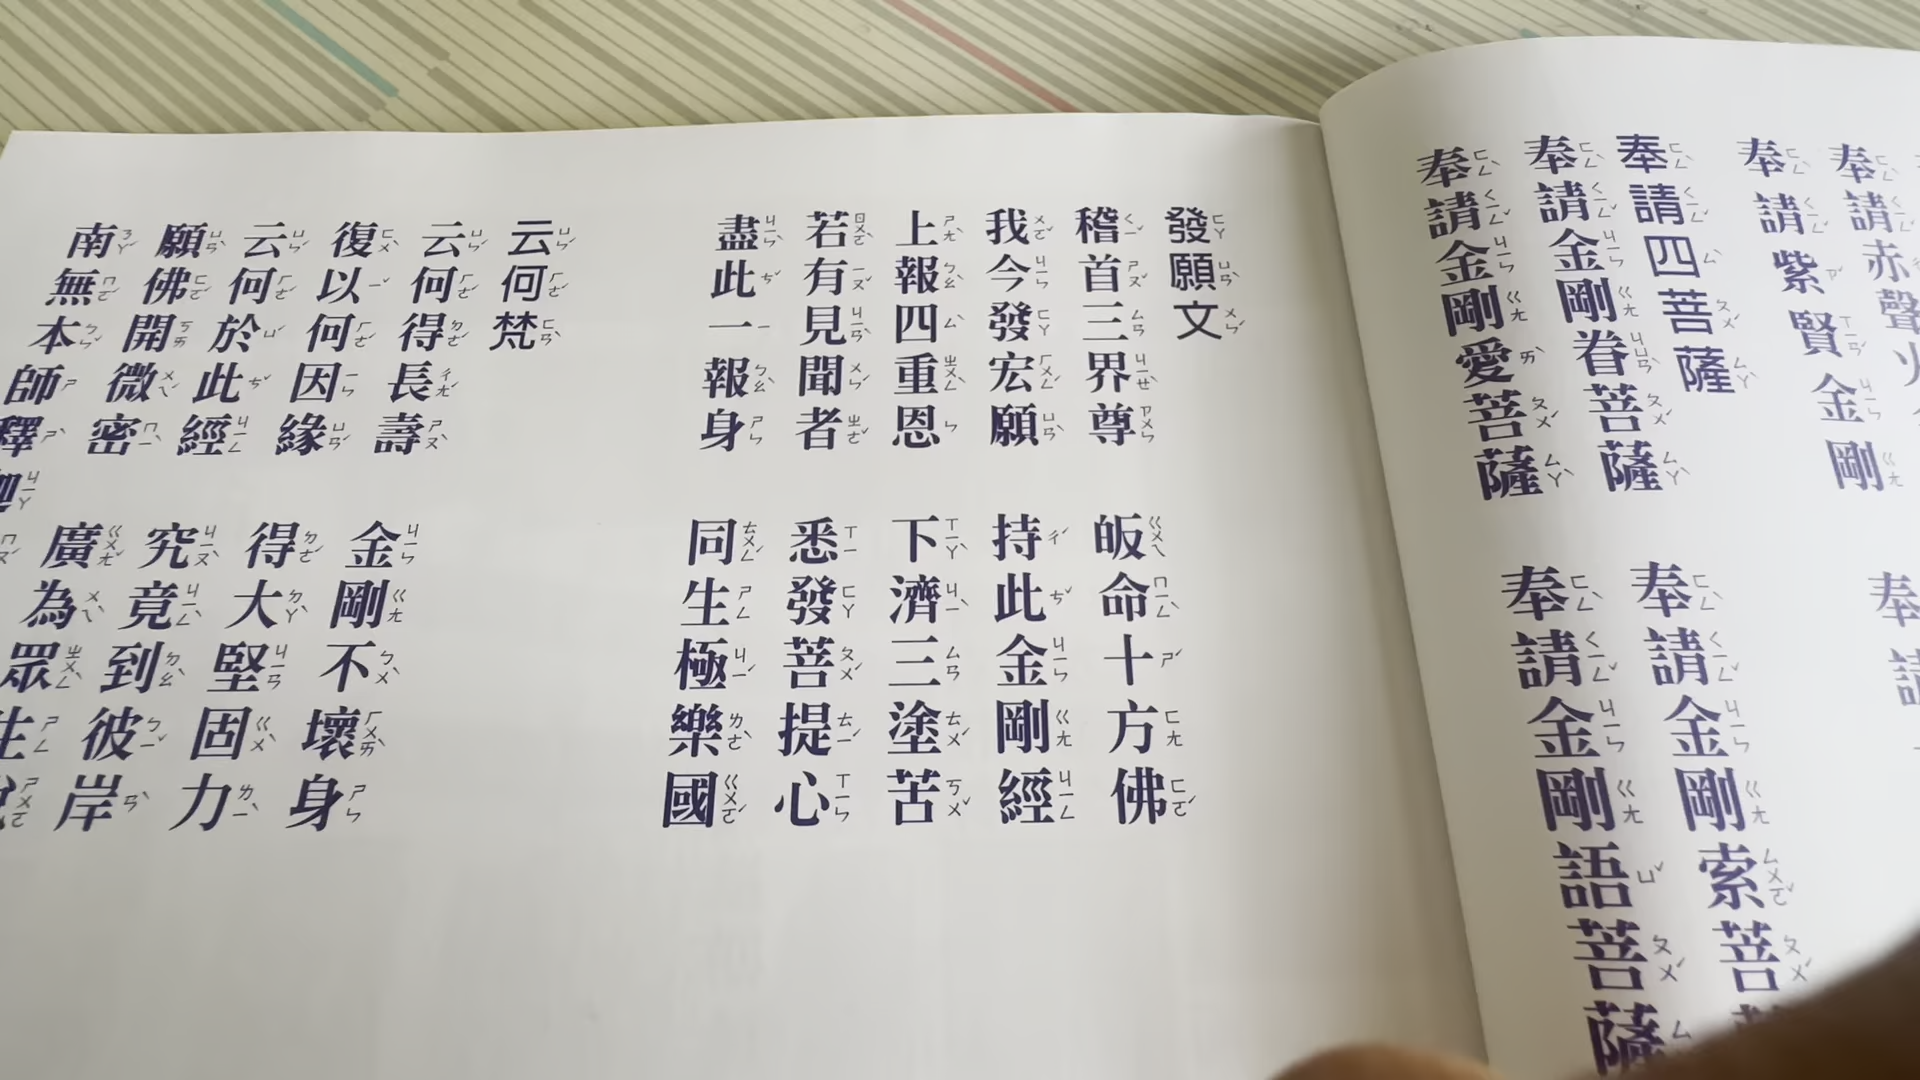 奉請赤聲火
奉請紫賢金剛
奉請四菩薩
奉請金剛眷菩薩
奉請金剛索菩薩
奉請金剛愛菩薩
奉請金剛語菩薩
發願文
稽首三界尊 皈命十方佛
我今發宏願 持此金剛經
上報四重恩 下濟三塗苦
若有見聞者 悉發菩提心
盡此一報身 同生極樂國
云何梵
云何得長壽 金剛不壞身
復以何因緣 得大堅固力
云何於此經 究竟到彼岸
願佛開微密 廣為眾生說
南無本師釋迦